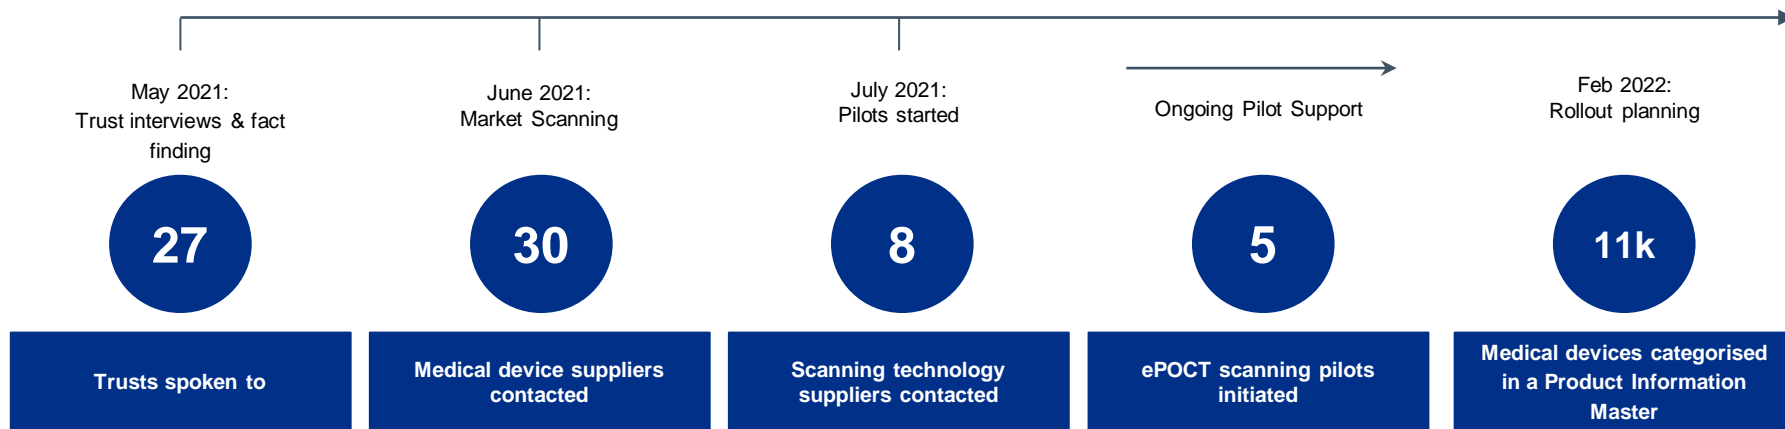 May 2021:
Trust interviews & fact
finding
June 2021:
Market Scanning
July 2021:
Pilots started
Ongoing Pilot Support
Feb 2022:
Rollout planning
27
30
8
5
11k
Trusts spoken to
Medical device suppliers
contacted
Scanning technology
suppliers contacted
ePOCT scanning pilots
initiated
Medical devices categorised
in a Product Information
Master